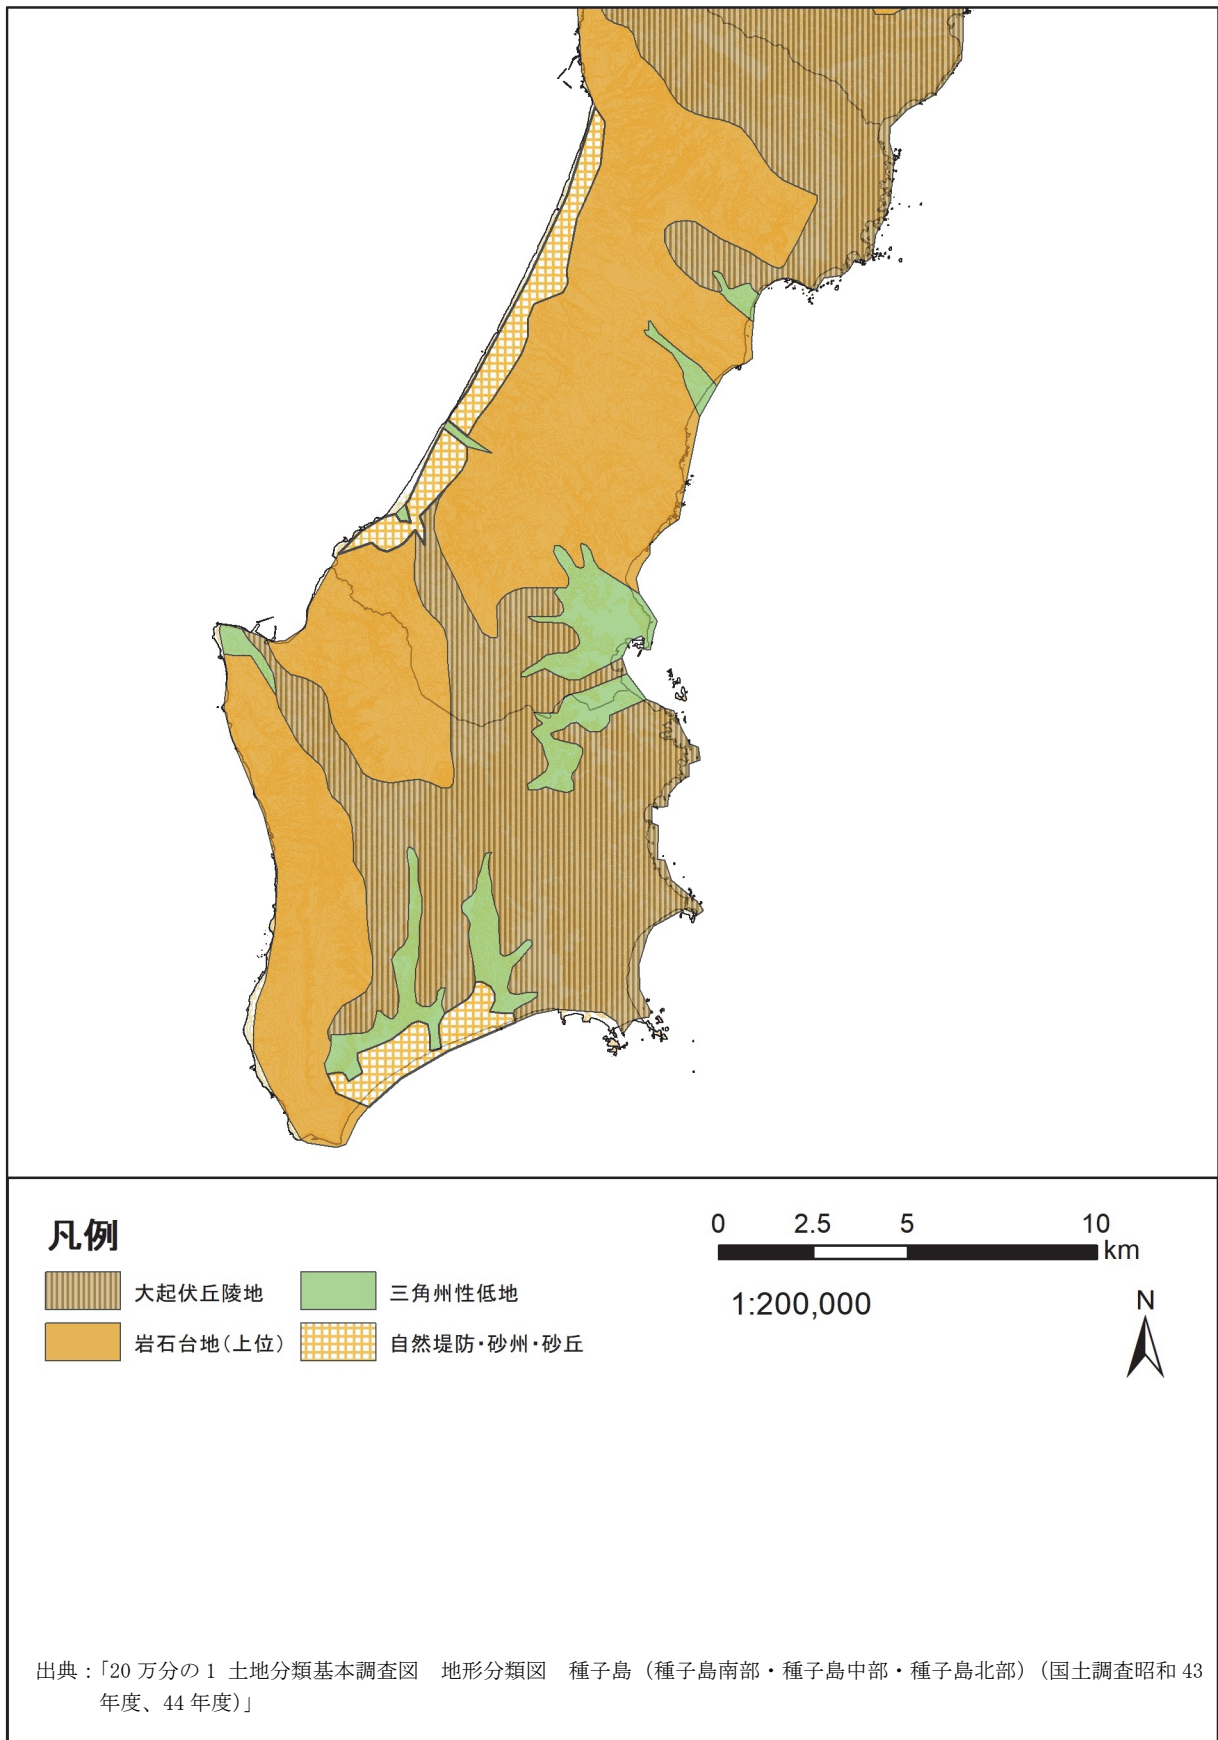 凡例
大起伏丘陵地
三角州性低地
岩石台地(上位)
自然堤防・砂州・砂丘
0 2.5 5 10
km
1:200,000
N
出典:「20 万分の 1 土地分類基本調査図 地形分類図 種子島(種子島南部・種子島中部・種子島北部)(国土調査昭和 43
年度、44 年度)」